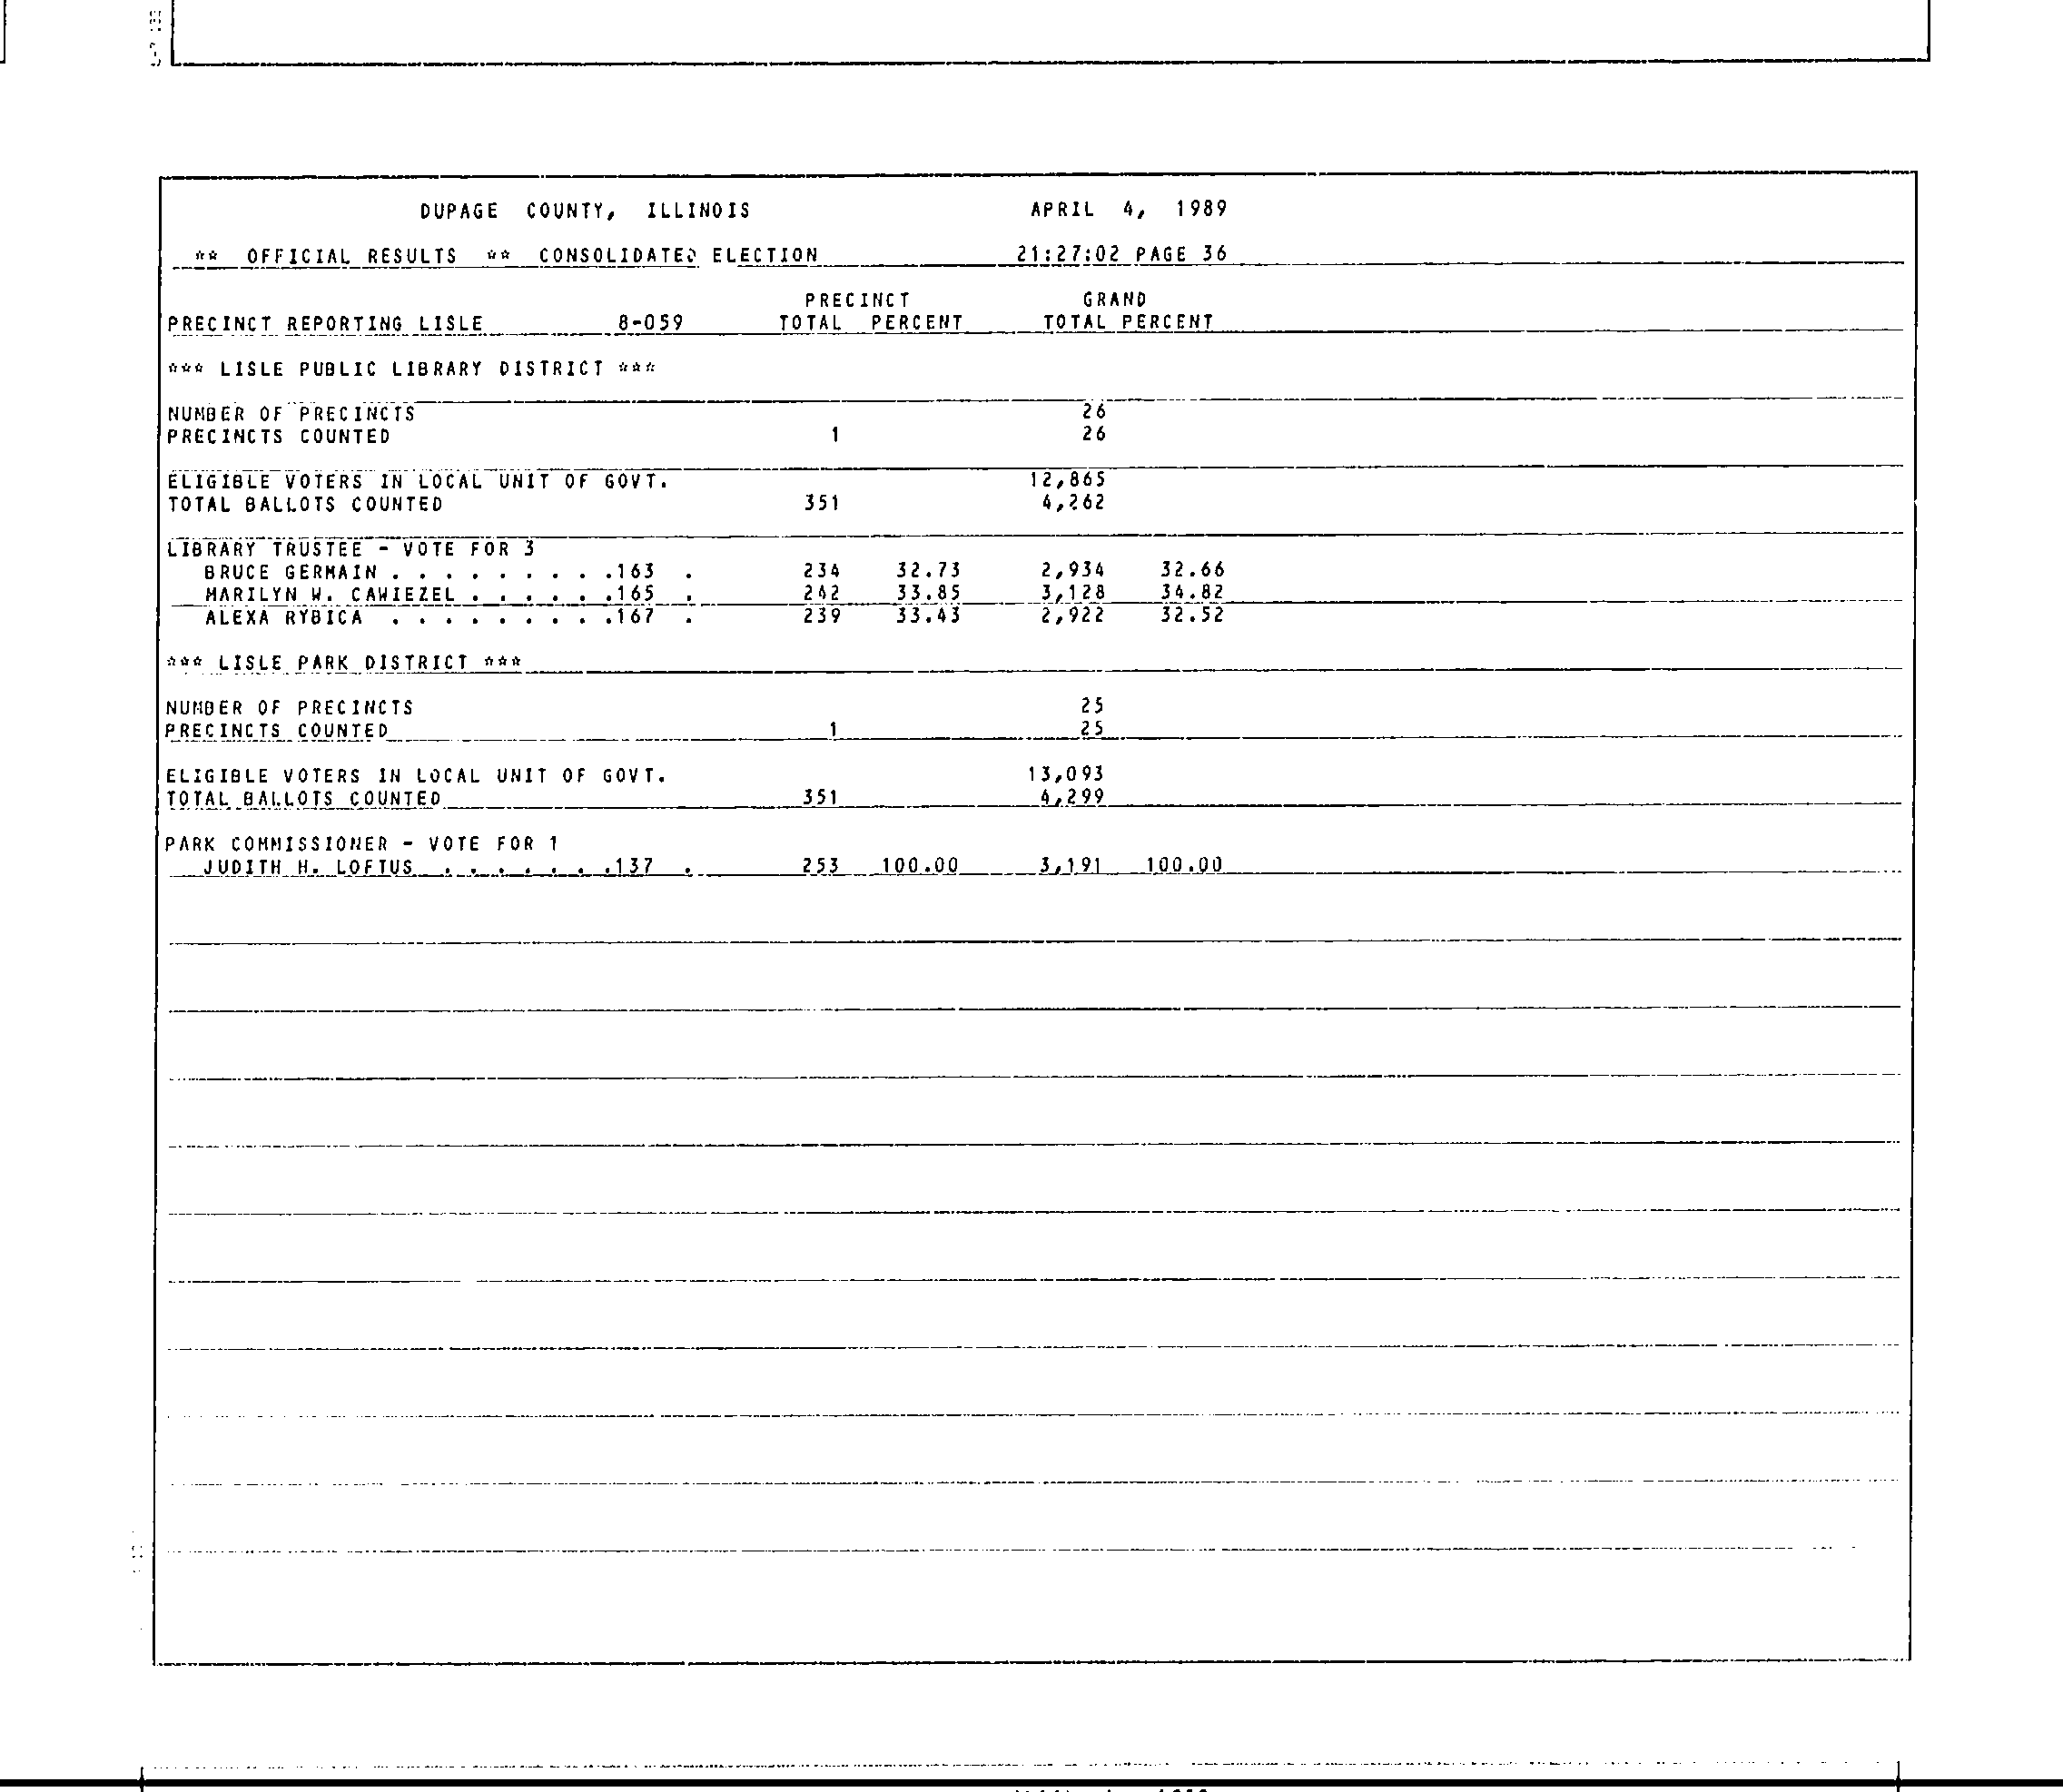 DUPAGE COUNTY, ILLINOIS APRIL 4, 1989
** OFFICIAL RESULTS ** CONSOLIDATED ELECTION 21:27:02 PAGE 36
PRECINCT GRAND
PRECINCT REPORTING LISLE 8-059 TOTAL PERCENT TOTAL PERCENT
*** LISLE PUBLIC LIBRARY DISTRICT ***
NUMBER OF PRECINCTS 26
PRECINCTS COUNTED 1 26
ELIGIBLE VOTERS IN LOCAL UNIT OF GOVT. 12,865
TOTAL BALLOTS COUNTED 351 4,262
LIBRARY TRUSTEE - VOTE FOR 3
BRUCE GERMAIN . . . . . . . . .163 . 234 32.73 2,934 32.66
MARILYN W. CAWIEZEL . . . . . .165 . 242 33.85 3,128 34.82
ALEXA RYBICA . . . . . . . . .167 . 239 33.43 2,922 32.52
*** LISLE PARK DISTRICT ***
NUMBER OF PRECINCTS 25
PRECINCTS COUNTED 1 25
ELIGIBLE VOTERS IN LOCAL UNIT OF GOVT. 13,093
TOTAL BALLOTS COUNTED 351 4,299
PARK COMMISSIONER - VOTE FOR 1
JUDITH H. LOFTUS . . . . . . .137 . 253 100.00 3,191 100.00